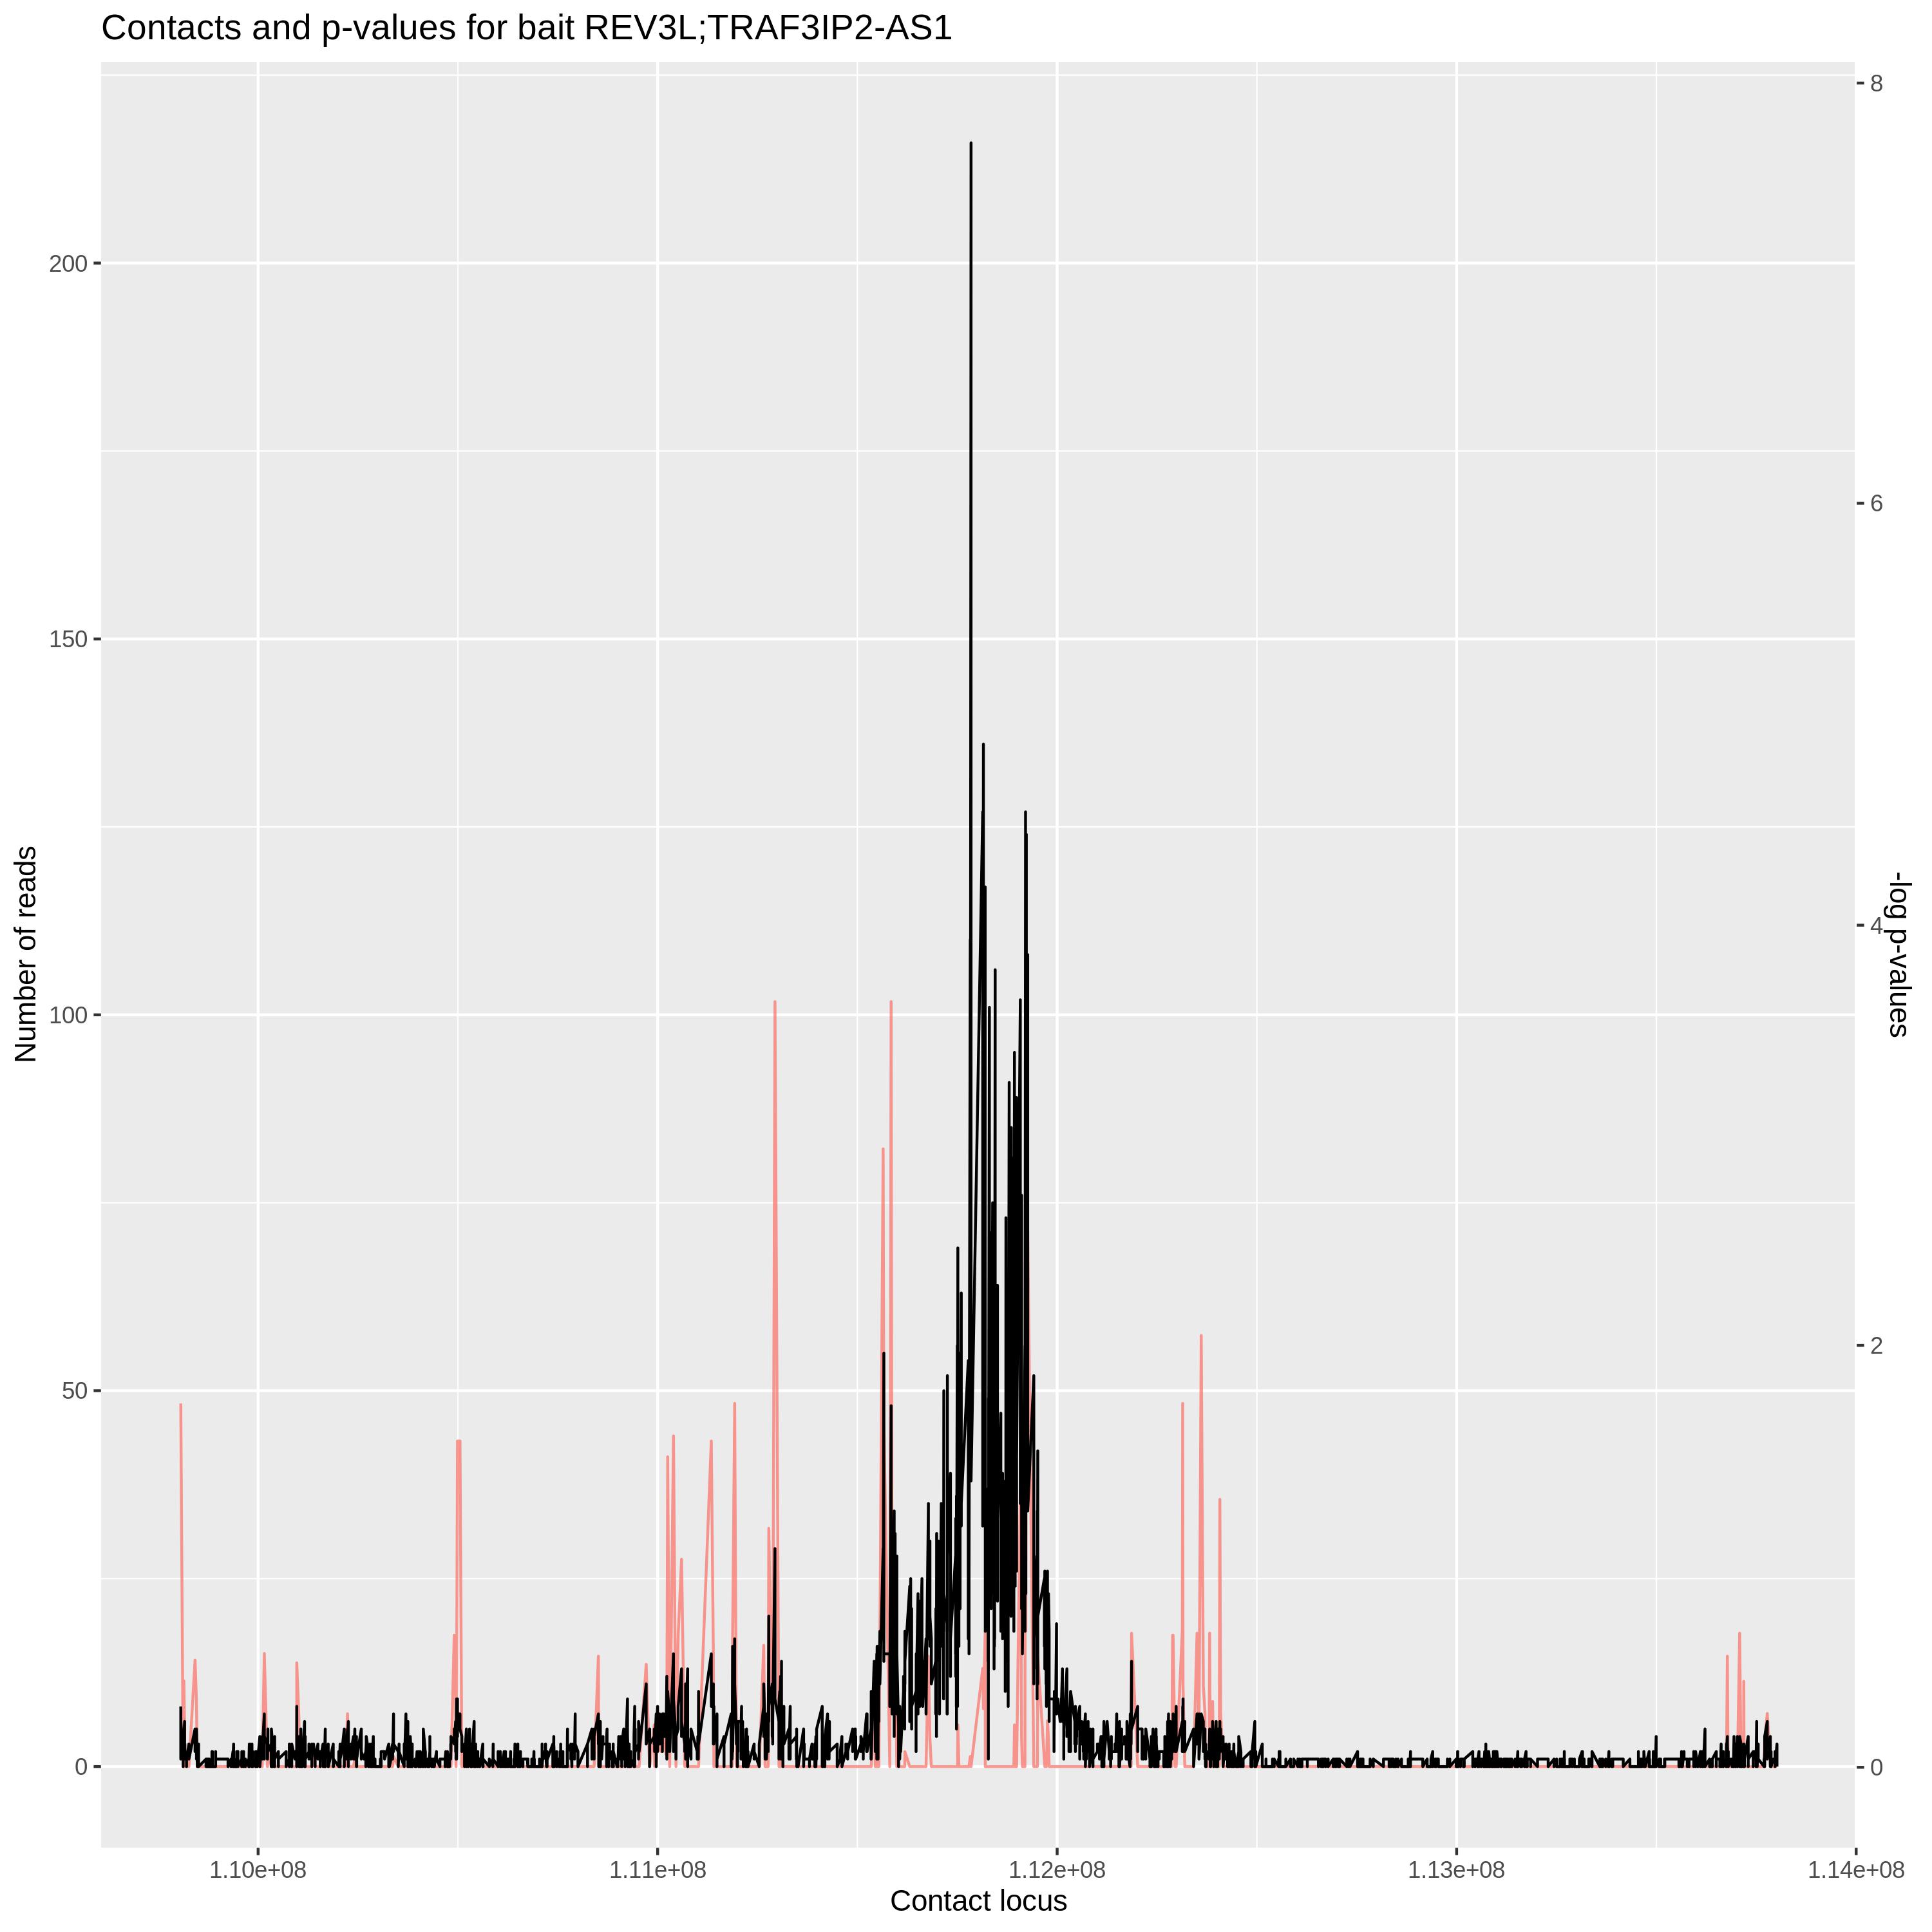 Contacts and p-values for bait REV3L;TRAF3IP2-AS1
200
150
100
50
0
Number of reads
8
6
4
2
0
-log p-values
1.10e+08
1.11e+08
1.12e+08
1.13e+08
1.14e+08
Contact locus